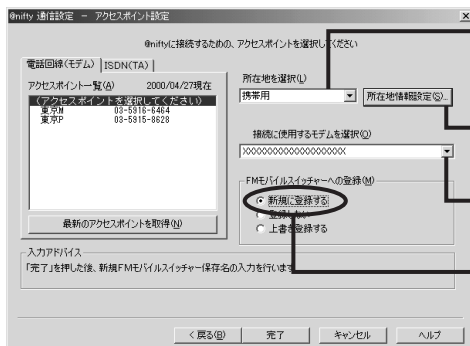 @nifty 通信設定 － アクセスポイント設定
@niftyに接続するための、アクセスポイントを選択してください
電話回線(モデム)
ISDN(TA)
アクセスポイント一覧(A)
2000/04/27現在
(アクセスポイントを選択してください)
東京M 03-5916-6464
東京P 03-5915-8628
最新のアクセスポイントを取得(N)
所在地を選択(L)
携帯用
所在地情報設定(S)...
接続に使用するモデムを選択(O)
XXXXXXXXXXXXXXXXXXX
FMモバイルスイッチャーへの登録(M)
新規に登録する
登録しない
上書き登録する
入力アドバイス
「完了」を押した後、新規FMモバイルスイッチャー保存名の入力を行います
< 戻る(B)
完了
キャンセル
ヘルプ